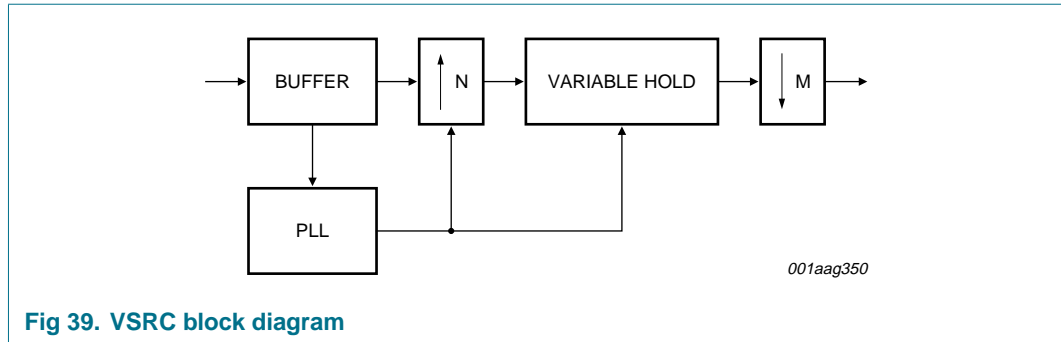 BUFFER
N
VARIABLE HOLD
M
PLL
001aag350
Fig 39. VSRC block diagram